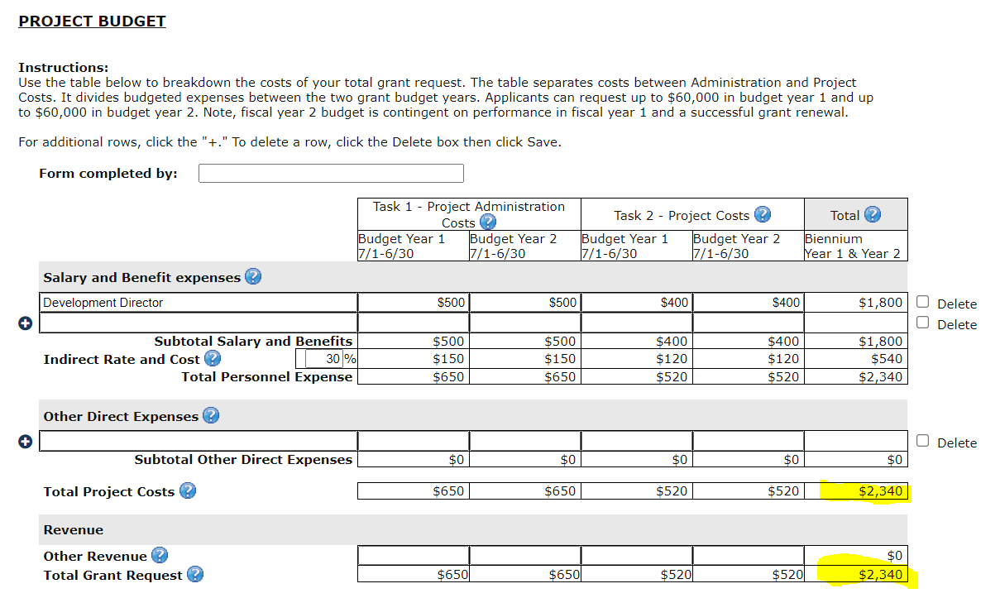 PROJECT BUDGET
Instructions:
Use the table below to breakdown the costs of your total grant request. The table separates costs between Administration and Project
Costs. It divides budgeted expenses between the two grant budget years. Applicants can request up to $60,000 in budget year 1 and up
to $60,000 in budget year 2. Note, fiscal year 2 budget is contingent on performance in fiscal year 1 and a successful grant renewal.
For additional rows, click the "+." To delete a row, click the Delete box then click Save.
Form completed by:
Task 1 - Project Administration
Costs ? Task 2 - Project Costs ? Total ?
Budget Year 1 Budget Year 2 Budget Year 1 Budget Year 2 Biennium
7/1-6/30 7/1-6/30 7/1-6/30 7/1-6/30 Year 1 & Year 2
Salary and Benefit expenses ?
Development Director $500 $500 $400 $400 $1,800 Delete
+ Delete
Subtotal Salary and Benefits $500 $500 $400 $400 $1,800
Indirect Rate and Cost ? 30 % $150 $150 $120 $120 $540
Total Personnel Expense $650 $650 $520 $520 $2,340
Other Direct Expenses ?
+ Delete
Subtotal Other Direct Expenses $0 $0 $0 $0 $0
Total Project Costs ? $650 $650 $520 $520 $2,340
Revenue
Other Revenue ? $0
Total Grant Request ? $650 $650 $520 $520 $2,340